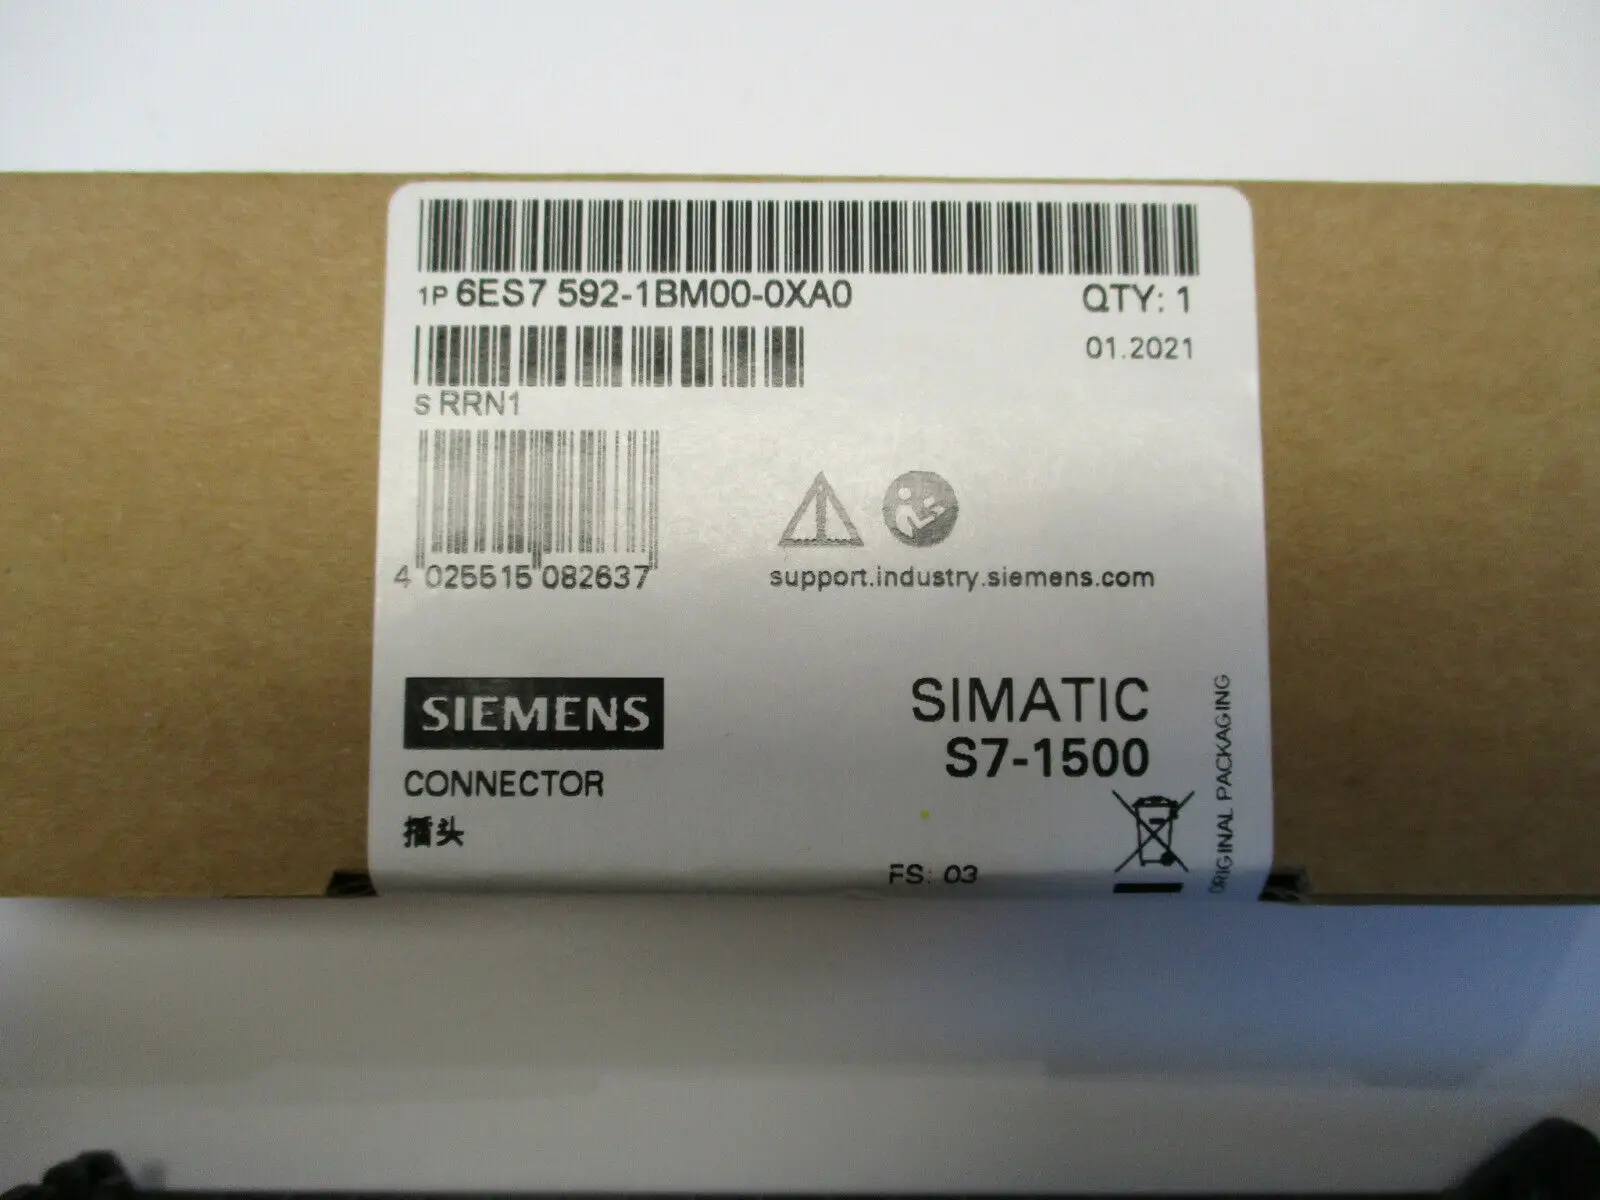 1P 6ES7 592-1BM00-0XA0
QTY: 1
01.2021
S RRN1
4 025515 082637
support.industry.siemens.com
SIEMENS
SIMATIC
S7-1500
CONNECTOR
插头
FS: 03
ORIGINAL PACKAGING